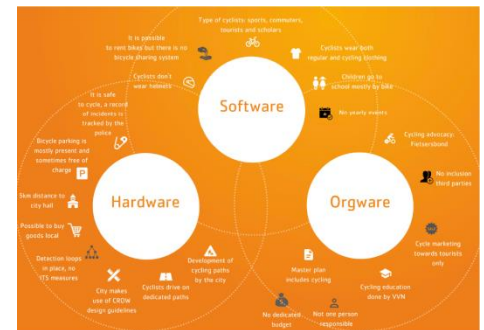 Type of cyclists: sports, commuters,
tourists and scholars
It is possible
to rent bikes but there is no
bicycle sharing system
Cyclists wear both
regular and cycling clothing
Cyclists don't
wear helmets
Children go to
school mostly by bike
Software
No yearly events
It is safe
to cycle, a record
of incidents is
tracked by the
police
Cycling advocacy:
Fietsersbond
Bicycle parking is
mostly present and
sometimes free of
charge
P
No inclusion
third parties
5km distance to
city hall
Hardware
Orgware
Possible to buy
goods local
Cycle marketing
towards tourists
only
Detection loops
in place, no
ITS measures
Development of
cycling paths
by the city
Master plan
includes cycling
Cycling education
done by VVN
City makes
use of CROW
design guidelines
Cyclists drive on
dedicated paths
No dedicated
budget
Not one person
responsible